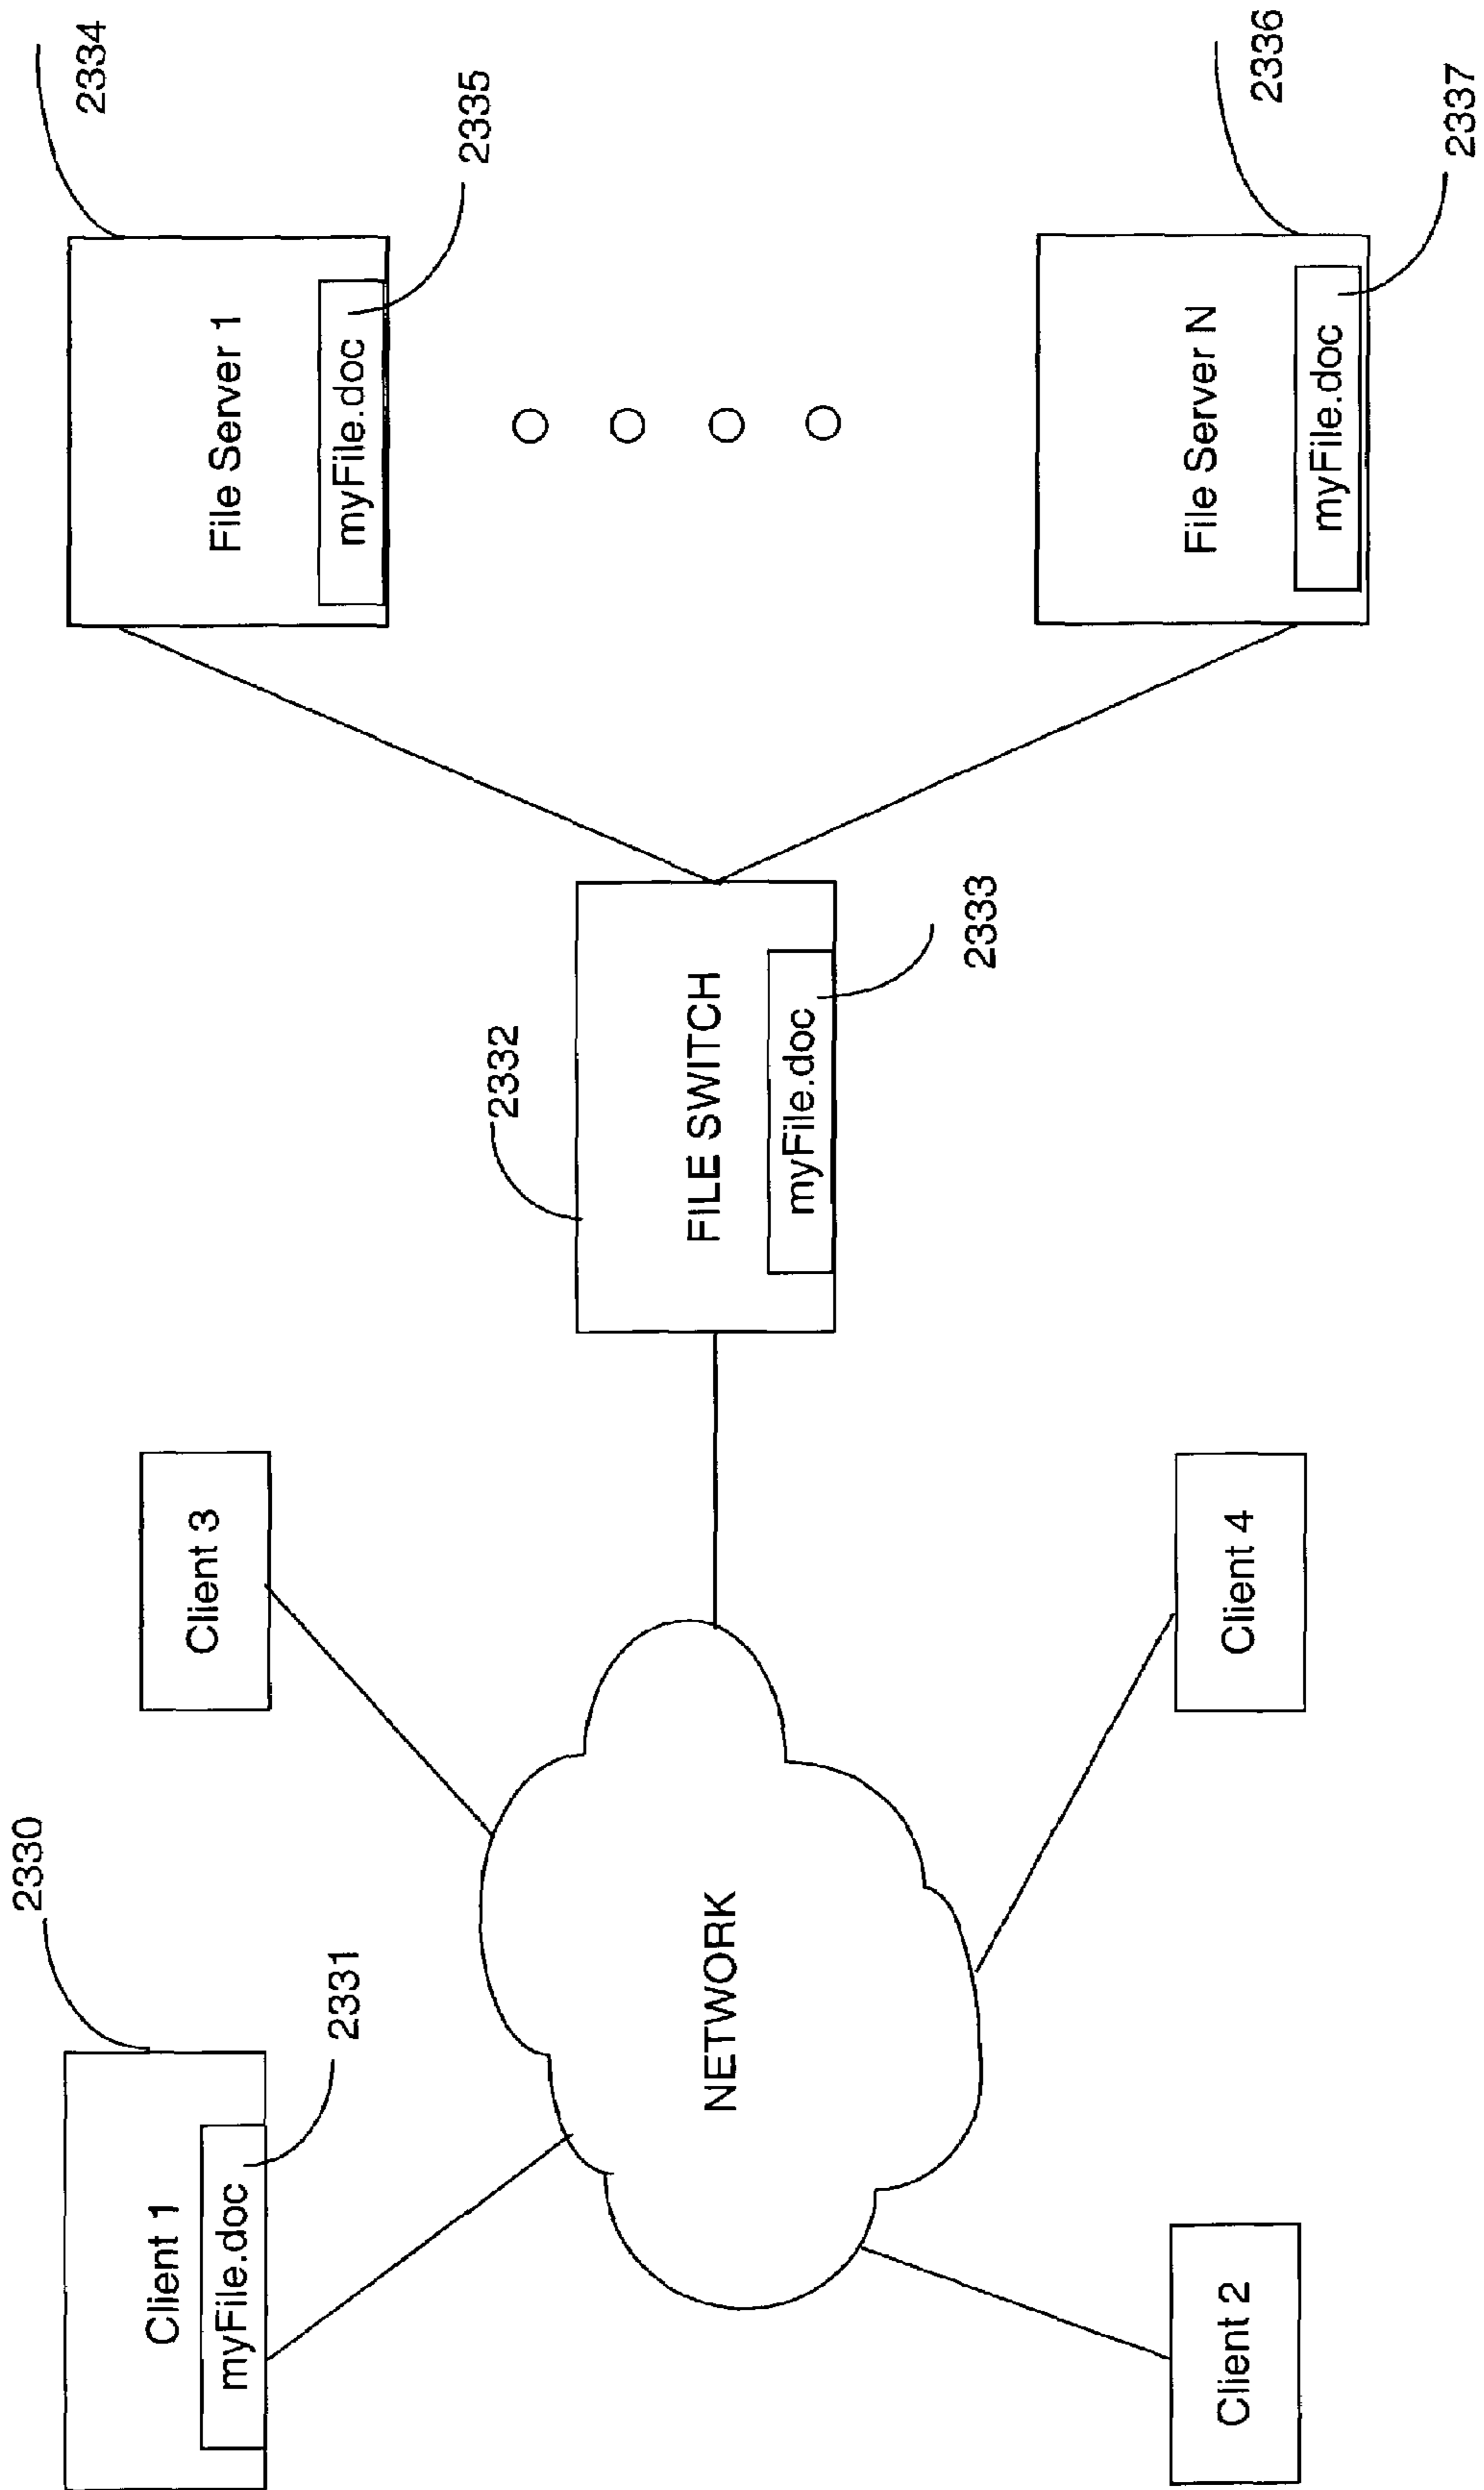 2330
Client 1
myFile.doc
2331
Client 3
2334
File Server 1
myFile.doc
2335
2332
FILE SWITCH
myFile.doc
2333
NETWORK
Client 2
Client 4
2336
File Server N
myFile.doc
2337